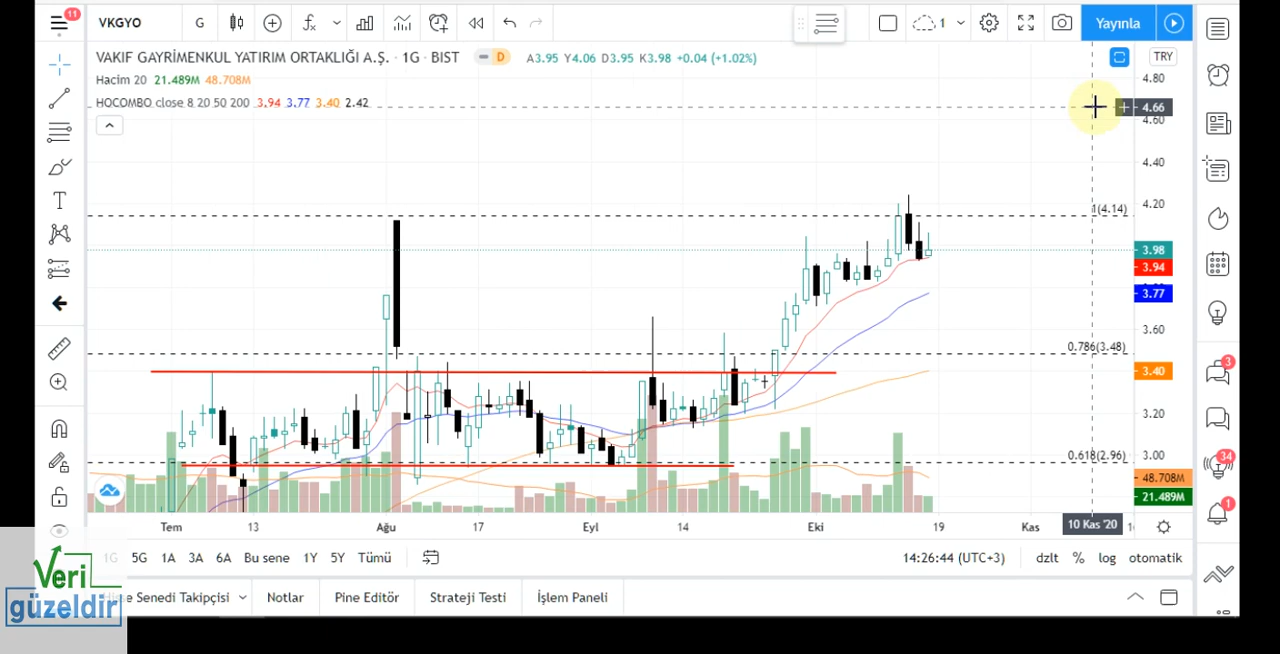 11
VKGYO
G
1
Yayınla
VAKIF GAYRİMENKUL YATIRIM ORTAKLIĞI A.Ş. · 1G · BIST
D
A3.95 Y4.06 D3.95 K3.98 +0.04 (+1.02%)
TRY
Hacim 20 21.489M 48.708M
HOCOMBO close 8 20 50 200 3.94 3.77 3.40 2.42
4.80
4.66
4.60
4.40
4.20
1(4.14)
3.98
3.94
3.77
3.60
0.786(3.48)
3.40
3.20
3.00
0.618(2.96)
48.708M
21.489M
3
34
1
Tem 13 Ağu 17 Eyl 14 Eki 19 Kas 10 Kas '20
1G 5G 1A 3A 6A Bu sene 1Y 5Y Tümü
14:26:44 (UTC+3)
dzlt % log otomatik
Senedi Takipçisi
Notlar
Pine Editör
Strateji Testi
İşlem Paneli
Veri
güzeldir